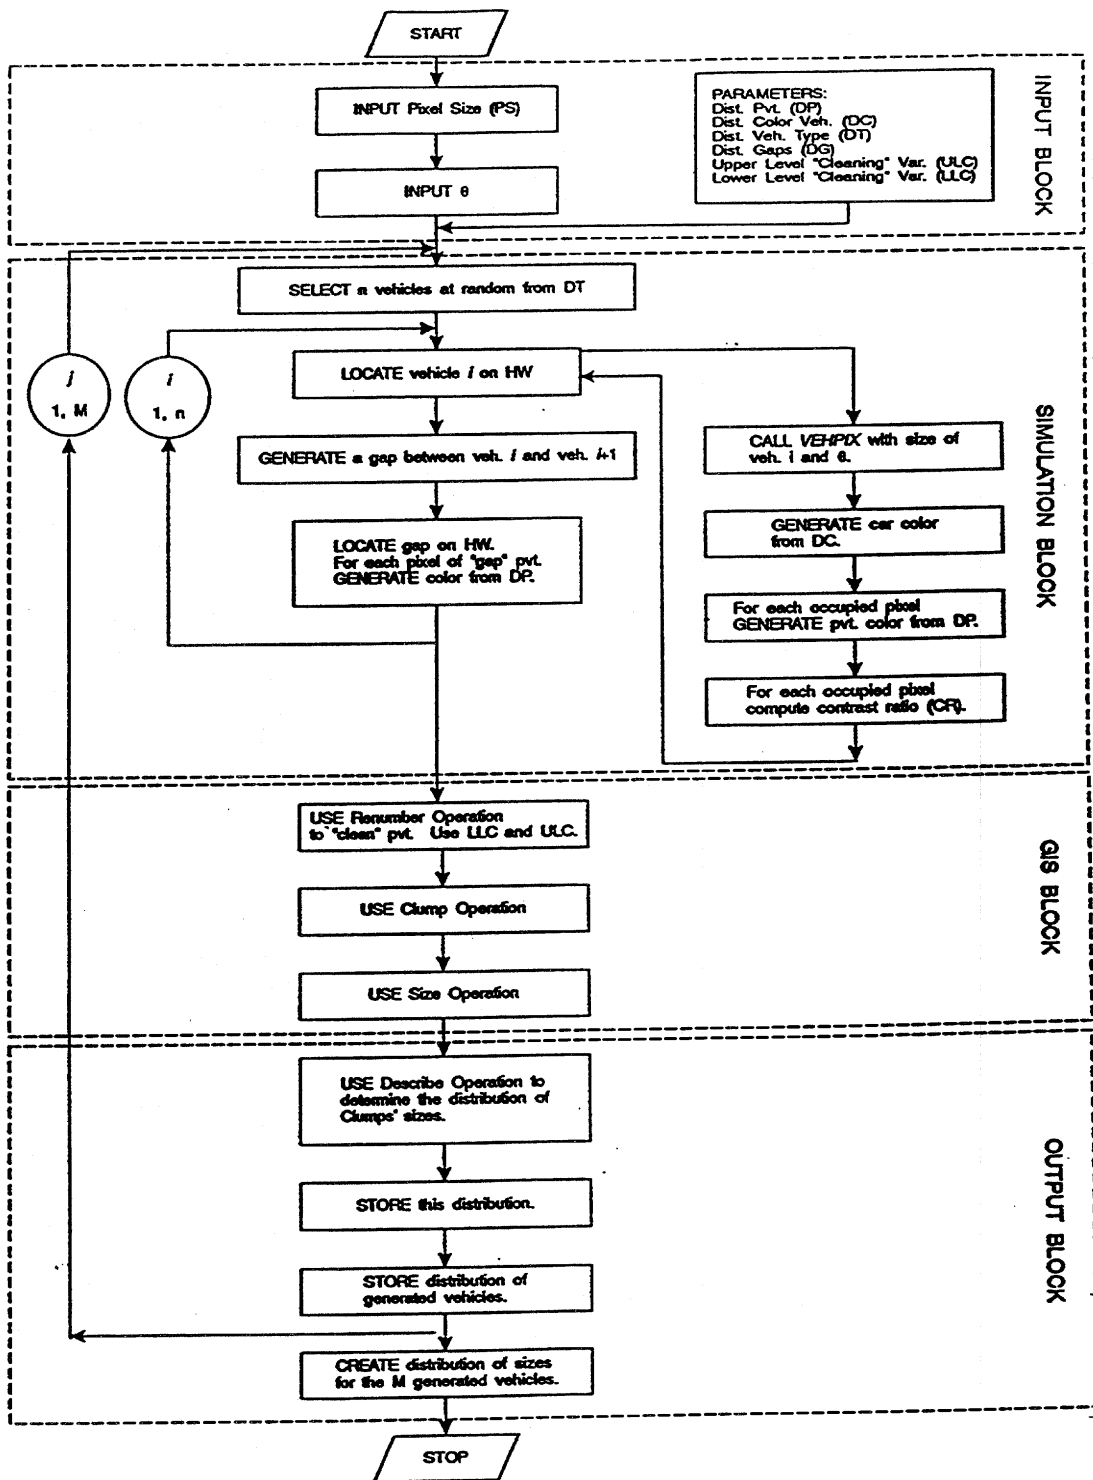 START
INPUT Pixel Size (PS)
INPUT θ
PARAMETERS:
Dist. Pvt. (DP)
Dist. Color Veh. (DC)
Dist. Veh. Type (DT)
Dist. Gaps (DG)
Upper Level "Cleaning" Var. (ULC)
Lower Level "Cleaning" Var. (LLC)
INPUT BLOCK
SELECT n vehicles at random from DT
j
1, M
i
1, n
LOCATE vehicle i on HW
GENERATE a gap between veh. i and veh. i+1
LOCATE gap on HW.
For each pixel of "gap" pvt.
GENERATE color from DP.
CALL VEHPIX with size of
veh. i and θ.
GENERATE car color
from DC.
For each occupied pixel
GENERATE pvt. color from DP.
For each occupied pixel
compute contrast ratio (CR).
SIMULATION BLOCK
USE Renumber Operation
to "clean" pvt. Use LLC and ULC.
USE Clump Operation
USE Size Operation
GIS BLOCK
USE Describe Operation to
determine the distribution of
Clumps' sizes.
STORE this distribution.
STORE distribution of
generated vehicles.
CREATE distribution of sizes
for the M generated vehicles.
OUTPUT BLOCK
STOP